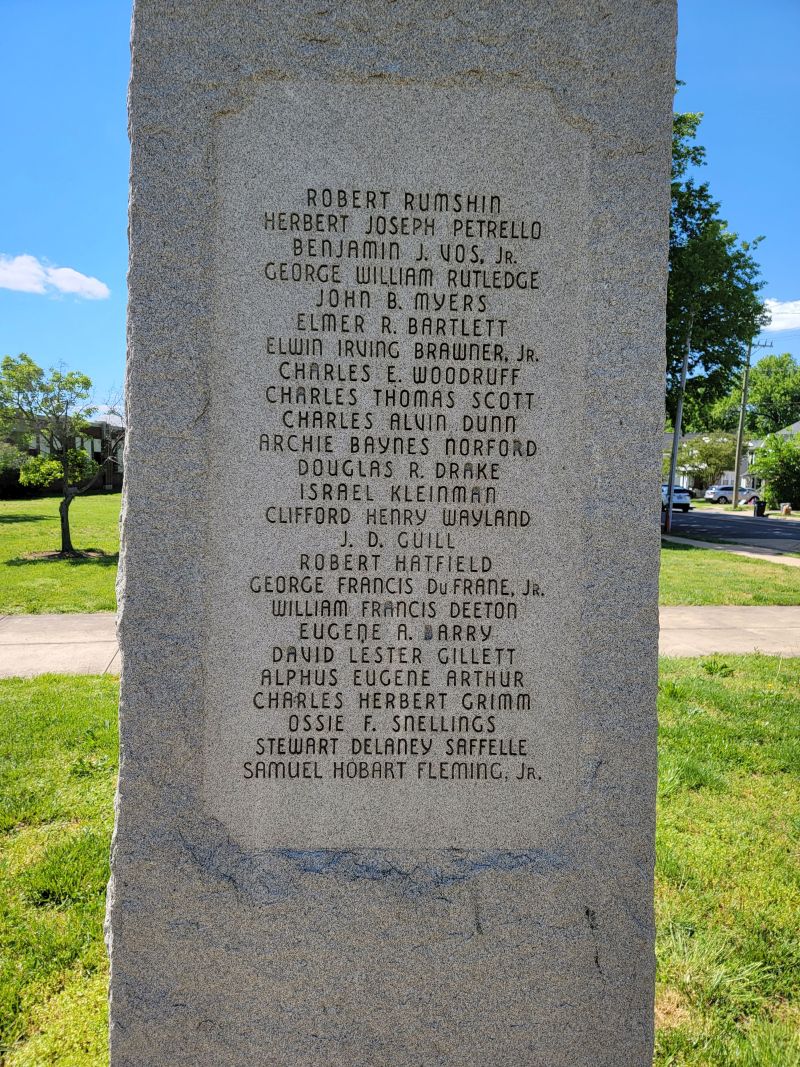 ROBERT RUMSHIN
HERBERT JOSEPH PETRELLO
BENJAMIN J. VOS, JR.
GEORGE WILLIAM RUTLEDGE
JOHN B. MYERS
ELMER R. BARTLETT
ELWIN IRVING BRAWNER, JR.
CHARLES E. WOODRUFF
CHARLES THOMAS SCOTT
CHARLES ALVIN DUNN
ARCHIE BAYNES NORFORD
DOUGLAS R. DRAKE
ISRAEL KLEINMAN
CLIFFORD HENRY WAYLAND
J. D. GUILL
ROBERT HATFIELD
GEORGE FRANCIS DuFRANE, JR.
WILLIAM FRANCIS DEETON
EUGENE A. BARRY
DAVID LESTER GILLETT
ALPHUS EUGENE ARTHUR
CHARLES HERBERT GRIMM
OSSIE F. SNELLINGS
STEWART DELANEY SAFFELLE
SAMUEL HOBART FLEMING, JR.